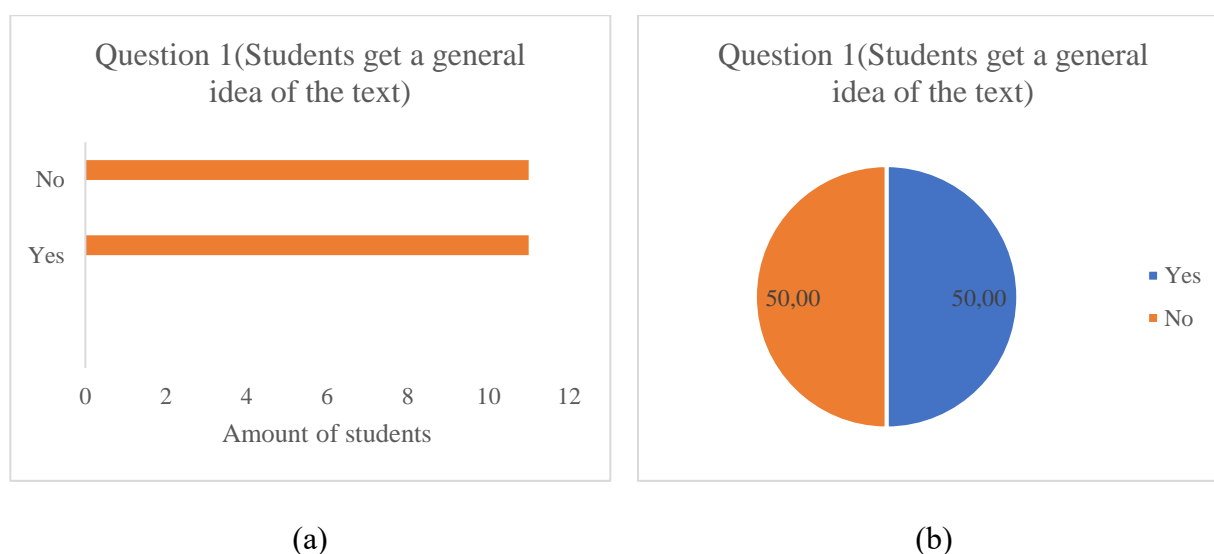 Question 1(Students get a general
idea of the text)
No
Yes
0 2 4 6 8 10 12
Amount of students
(a)
Question 1(Students get a general
idea of the text)
50,00 50,00
Yes
No
(b)